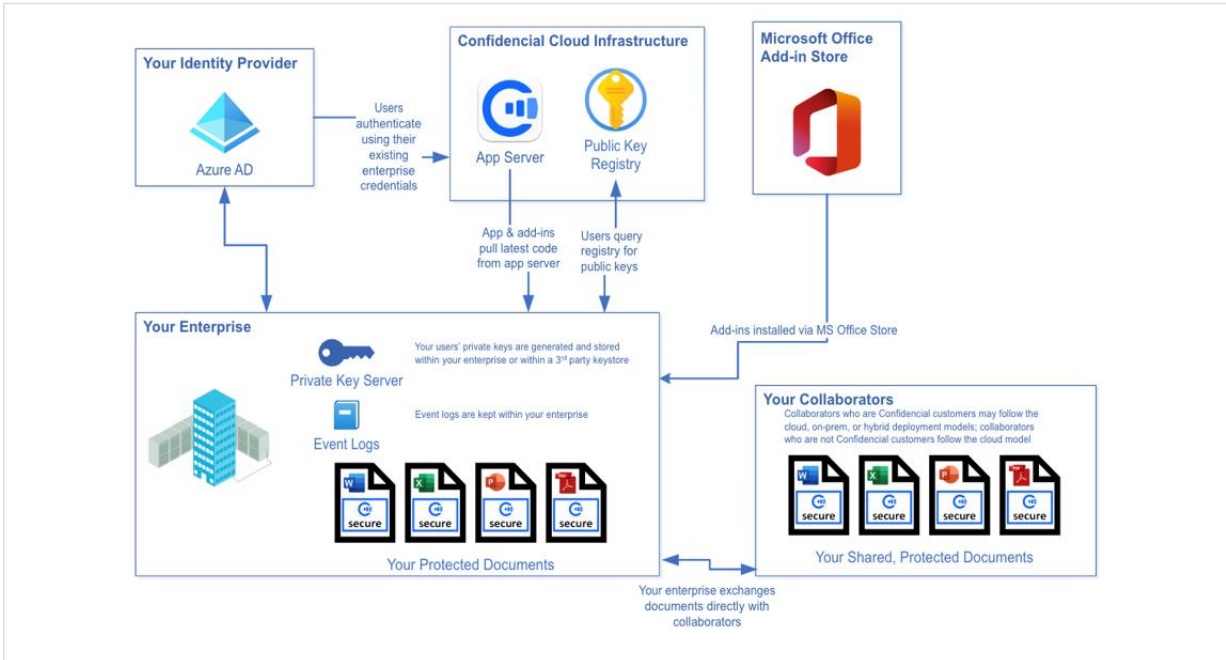 Your Identity Provider
Azure AD
Users
authenticate
using their
existing
enterprise
credentials
Confidencial Cloud Infrastructure
App Server
Public Key
Registry
Microsoft Office
Add-in Store
App & add-ins
pull latest code
from app server
Users query
registry for
public keys
Add-ins installed via MS Office Store
Your Enterprise
Private Key Server
Your users' private keys are generated and stored
within your enterprise or within a 3rd party keystore
Event Logs
Event logs are kept within your enterprise
W
secure
X
secure
P
secure
PDF
secure
Your Protected Documents
Your Collaborators
Collaborators who are Confidencial customers may follow the
cloud, on-prem, or hybrid deployment models; collaborators
who are not Confidencial customers follow the cloud model
W
secure
X
secure
P
secure
PDF
secure
Your Shared, Protected Documents
Your enterprise exchanges
documents directly with
collaborators